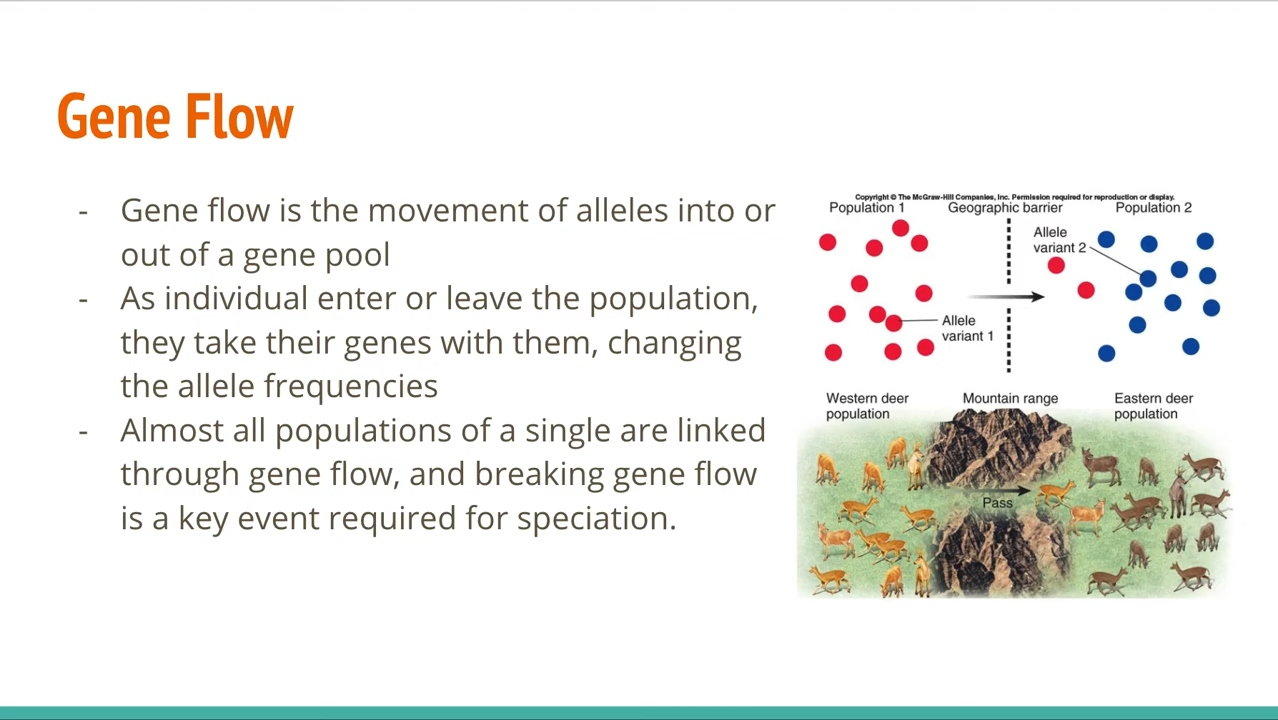 Gene Flow
- Gene flow is the movement of alleles into or
out of a gene pool
- As individual enter or leave the population,
they take their genes with them, changing
the allele frequencies
- Almost all populations of a single are linked
through gene flow, and breaking gene flow
is a key event required for speciation.
Copyright © The McGraw-Hill Companies, Inc. Permission required for reproduction or display.
Population 1 Geographic barrier Population 2
Allele
variant 2
Allele
variant 1
Western deer
population
Mountain range
Eastern deer
population
Pass